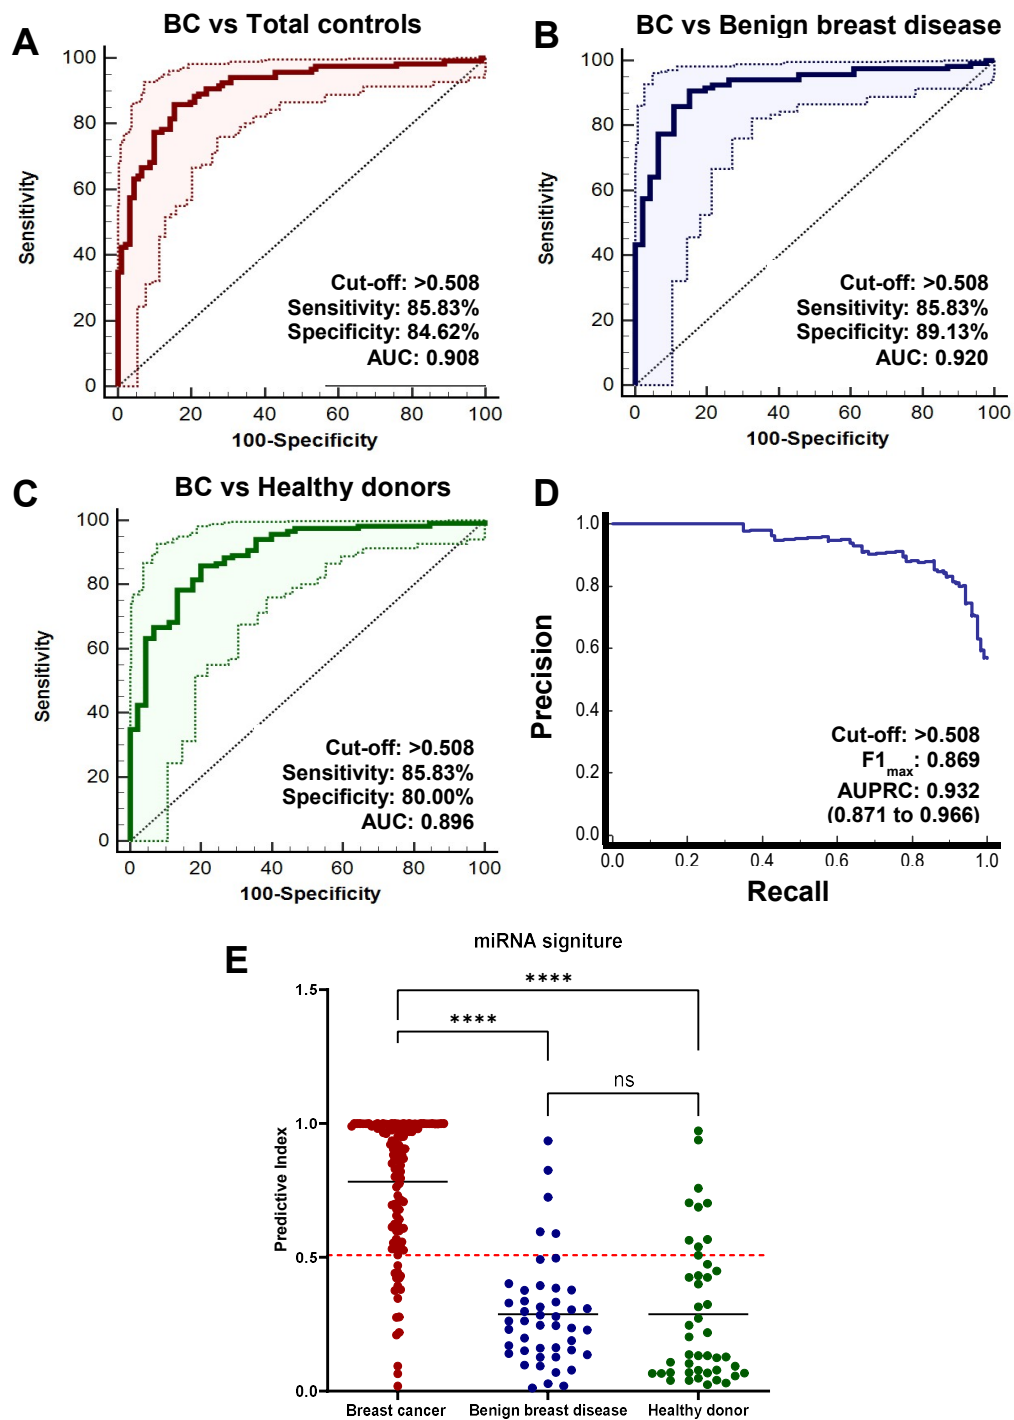 A
BC vs Total controls
100
80
60
40
20
0
Sensitivity
Cut-off: >0.508
Sensitivity: 85.83%
Specificity: 84.62%
AUC: 0.908
0 20 40 60 80 100
100-Specificity
B
BC vs Benign breast disease
100
80
60
40
20
0
Sensitivity
Cut-off: >0.508
Sensitivity: 85.83%
Specificity: 89.13%
AUC: 0.920
0 20 40 60 80 100
100-Specificity
C
BC vs Healthy donors
100
80
60
40
20
0
Sensitivity
Cut-off: >0.508
Sensitivity: 85.83%
Specificity: 80.00%
AUC: 0.896
0 20 40 60 80 100
100-Specificity
D
1.0
0.8
0.6
0.4
0.2
0.0
Precision
Cut-off: >0.508
F1max: 0.869
AUPRC: 0.932
(0.871 to 0.966)
0.0 0.2 0.4 0.6 0.8 1.0
Recall
E
miRNA signiture
1.5
1.0
0.5
0.0
Predictive Index
****
****
ns
Breast cancer Benign breast disease Healthy donor